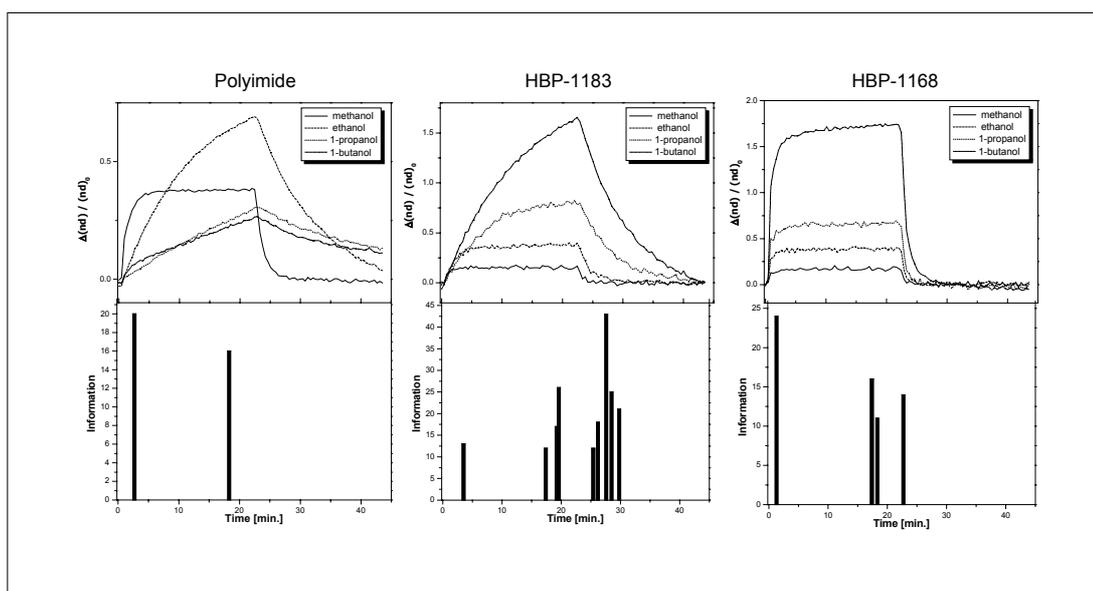 Polyimide
HBP-1183
HBP-1168
methanol
ethanol
1-propanol
1-butanol
Δ(nd) / (nd)₀
0.5
0.0
methanol
ethanol
1-propanol
1-butanol
Δ(nd) / (nd)₀
1.5
1.0
0.5
0.0
methanol
ethanol
1-propanol
1-butanol
Δ(nd) / (nd)₀
2.0
1.5
1.0
0.5
0.0
Information
20
18
16
14
12
10
8
6
4
2
0
0 10 20 30 40
Time [min.]
Information
45
40
35
30
25
20
15
10
5
0
0 10 20 30 40
Time [min.]
Information
25
20
15
10
5
0
0 10 20 30 40
Time [min.]